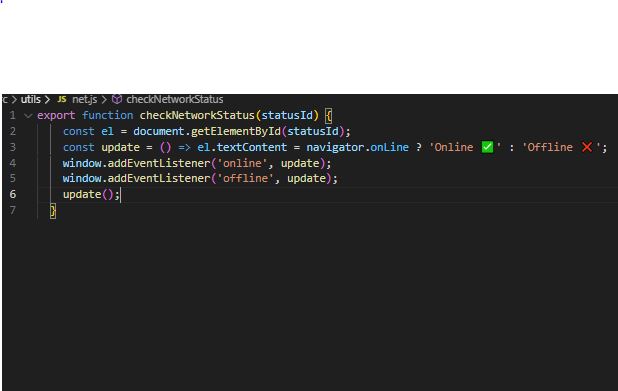 rc > utils > JS net.js > checkNetworkStatus
1 export function checkNetworkStatus(statusId) {
2 const el = document.getElementById(statusId);
3 const update = () => el.textContent = navigator.onLine ? 'Online ✅' : 'Offline ❌';
4 window.addEventListener('online', update);
5 window.addEventListener('offline', update);
6 update();
7 }